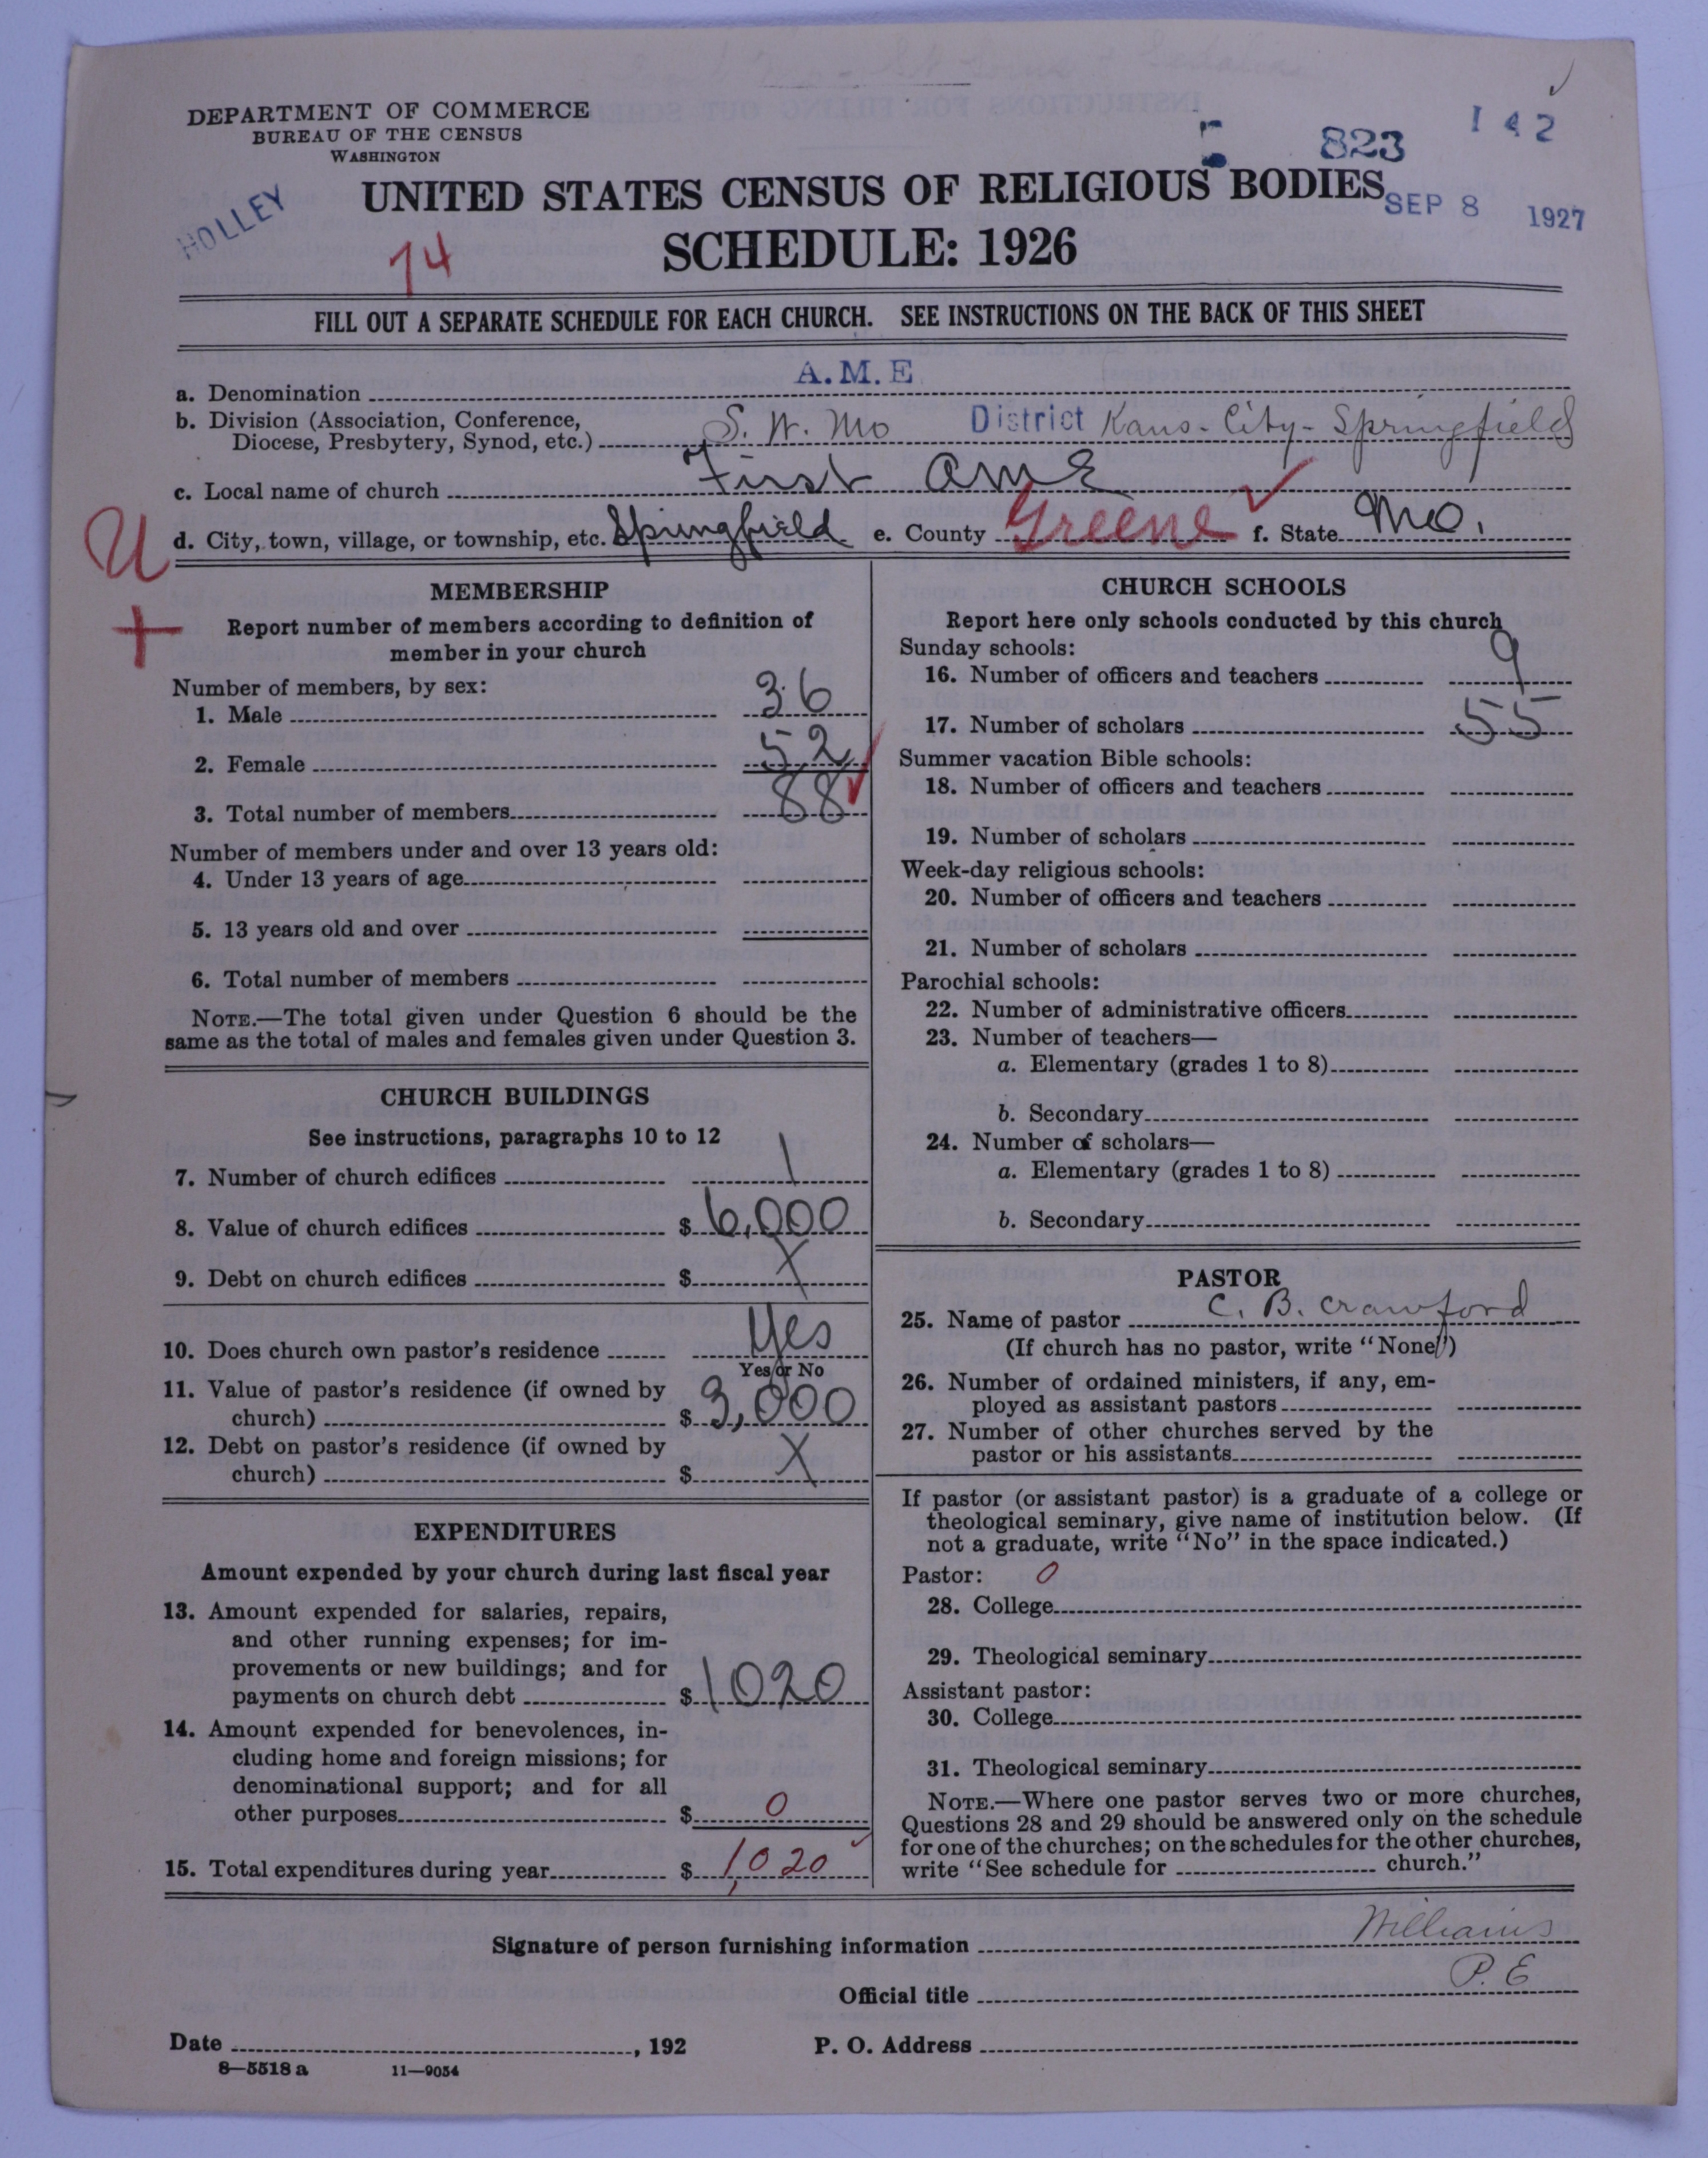 DEPARTMENT OF COMMERCE
BUREAU OF THE CENSUS
WASHINGTON
HOLLEY
823
142
SEP 8 1927
UNITED STATES CENSUS OF RELIGIOUS BODIES
74
SCHEDULE: 1926
FILL OUT A SEPARATE SCHEDULE FOR EACH CHURCH. SEE INSTRUCTIONS ON THE BACK OF THIS SHEET
a. Denomination A.M.E
b. Division (Association, Conference,
Diocese, Presbytery, Synod, etc.) S. W. Mo District Kans-City-Springfield
c. Local name of church First AME
d. City, town, village, or township, etc. Springfield e. County Greene ✓ f. State Mo.
U
+
MEMBERSHIP
Report number of members according to definition of
member in your church
Number of members, by sex:
1. Male 36
2. Female 52
3. Total number of members 88
Number of members under and over 13 years old:
4. Under 13 years of age
5. 13 years old and over
6. Total number of members
NOTE.—The total given under Question 6 should be the
same as the total of males and females given under Question 3.
CHURCH BUILDINGS
See instructions, paragraphs 10 to 12
7. Number of church edifices 1
8. Value of church edifices $ 6,000
9. Debt on church edifices $ X
10. Does church own pastor's residence Yes
Yes or No
11. Value of pastor's residence (if owned by
church) $ 3,000
12. Debt on pastor's residence (if owned by
church) $ X
EXPENDITURES
Amount expended by your church during last fiscal year
13. Amount expended for salaries, repairs,
and other running expenses; for im-
provements or new buildings; and for
payments on church debt $ 1020
14. Amount expended for benevolences, in-
cluding home and foreign missions; for
denominational support; and for all
other purposes $ 0
15. Total expenditures during year $ 1,020
CHURCH SCHOOLS
Report here only schools conducted by this church
Sunday schools:
16. Number of officers and teachers 9
17. Number of scholars 55
Summer vacation Bible schools:
18. Number of officers and teachers
19. Number of scholars
Week-day religious schools:
20. Number of officers and teachers
21. Number of scholars
Parochial schools:
22. Number of administrative officers
23. Number of teachers—
a. Elementary (grades 1 to 8)
b. Secondary
24. Number of scholars—
a. Elementary (grades 1 to 8)
b. Secondary
PASTOR
25. Name of pastor C. B. Crawford
(If church has no pastor, write "None")
26. Number of ordained ministers, if any, em-
ployed as assistant pastors
27. Number of other churches served by the
pastor or his assistants
If pastor (or assistant pastor) is a graduate of a college or
theological seminary, give name of institution below. (If
not a graduate, write "No" in the space indicated.)
Pastor: 0
28. College
29. Theological seminary
Assistant pastor:
30. College
31. Theological seminary
NOTE.—Where one pastor serves two or more churches,
Questions 28 and 29 should be answered only on the schedule
for one of the churches; on the schedules for the other churches,
write "See schedule for church."
Signature of person furnishing information Williams
Official title P. E
Date , 192 P. O. Address
8—5518 a 11—9054